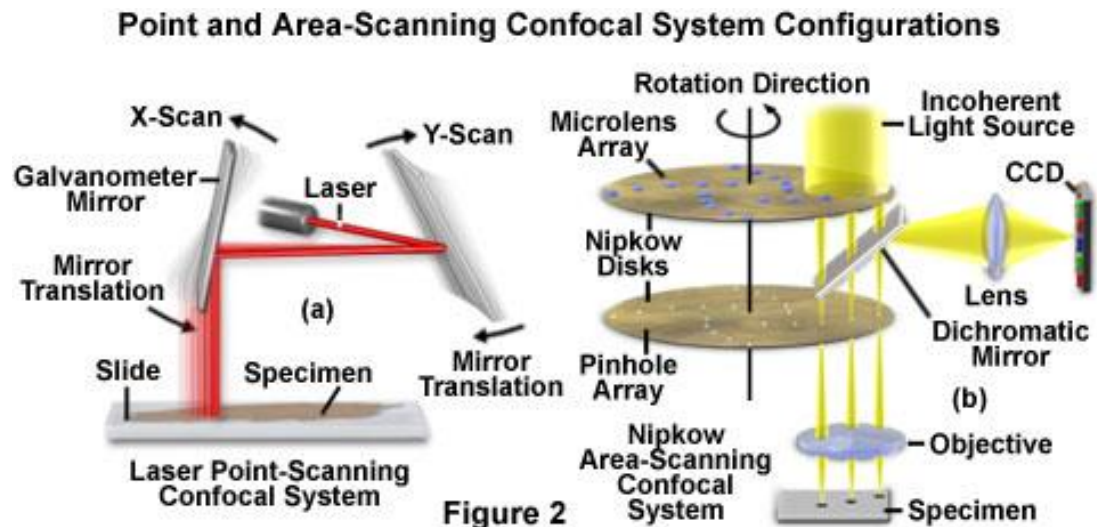 Point and Area-Scanning Confocal System Configurations
X-Scan
Y-Scan
Galvanometer
Mirror
Laser
Mirror
Translation
(a)
Slide
Specimen
Mirror
Translation
Laser Point-Scanning
Confocal System
Rotation Direction
Microlens
Array
Incoherent
Light Source
CCD
Nipkow
Disks
Lens
Dichromatic
Mirror
Pinhole
Array
(b)
Nipkow
Area-Scanning
Confocal
System
Objective
Specimen
Figure 2